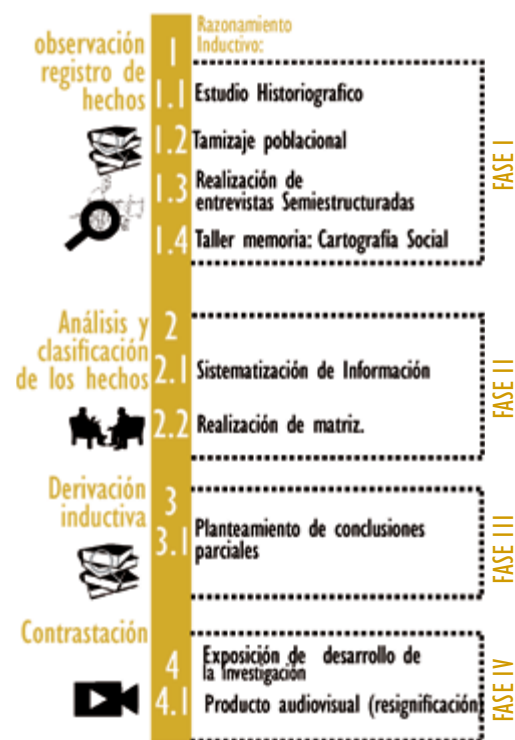 Razonamiento
Inductivo:
observación
registro de
hechos
1
1.1 Estudio Historiografico
1.2 Tamizaje poblacional
1.3 Realización de
entrevistas Semiestructuradas
1.4 Taller memoria: Cartografía Social
FASE I
Análisis y
clasificación
de los hechos
2
2.1 Sistematización de Información
2.2 Realización de matriz.
FASE II
Derivación
inductiva
3
3.1 Planteamiento de conclusiones
parciales
FASE III
Contrastación
4 Exposición de desarrollo de
la Investigación
4.1 Producto audiovisual (resignificación)
FASE IV